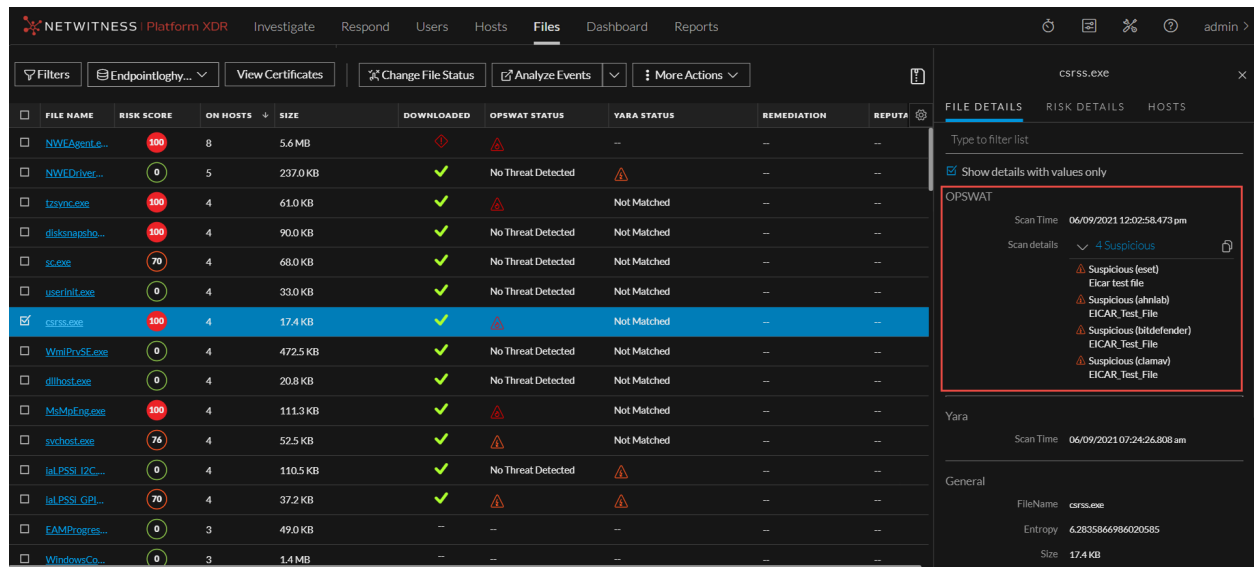 NETWITNESS | Platform XDR Investigate Respond Users Hosts Files Dashboard Reports admin >
Filters Endpointloghy... View Certificates Change File Status Analyze Events More Actions
FILE NAME RISK SCORE ON HOSTS SIZE DOWNLOADED OPSWAT STATUS YARA STATUS REMEDIATION REPUTA
NWEAgent.e... 100 8 5.6 MB -- -- --
NWEDriver... 0 5 237.0 KB No Threat Detected -- --
tzsync.exe 100 4 61.0 KB Not Matched -- --
disksnapsho... 100 4 90.0 KB No Threat Detected Not Matched -- --
sc.exe 70 4 68.0 KB No Threat Detected Not Matched -- --
userinit.exe 0 4 33.0 KB No Threat Detected Not Matched -- --
csrss.exe 100 4 17.4 KB Not Matched -- --
WmiPrvSE.exe 0 4 472.5 KB No Threat Detected Not Matched -- --
dllhost.exe 0 4 20.8 KB No Threat Detected Not Matched -- --
MsMpEng.exe 100 4 111.3 KB Not Matched -- --
svchost.exe 76 4 52.5 KB Not Matched -- --
iaLPSSi_I2C.... 0 4 110.5 KB No Threat Detected -- --
iaLPSSi_GPI... 70 4 37.2 KB -- --
EAMProgres... 0 3 49.0 KB -- -- -- -- --
WindowsCo... 0 3 1.4 MB -- -- -- -- --
csrss.exe
FILE DETAILS RISK DETAILS HOSTS
Type to filter list
Show details with values only
OPSWAT
Scan Time 06/09/2021 12:02:58.473 pm
Scan details 4 Suspicious
Suspicious (eset)
Eicar test file
Suspicious (ahnlab)
EICAR_Test_File
Suspicious (bitdefender)
EICAR_Test_File
Suspicious (clamav)
EICAR_Test_File
Yara
Scan Time 06/09/2021 07:24:26.808 am
General
FileName csrss.exe
Entropy 6.2835866986020585
Size 17.4 KB